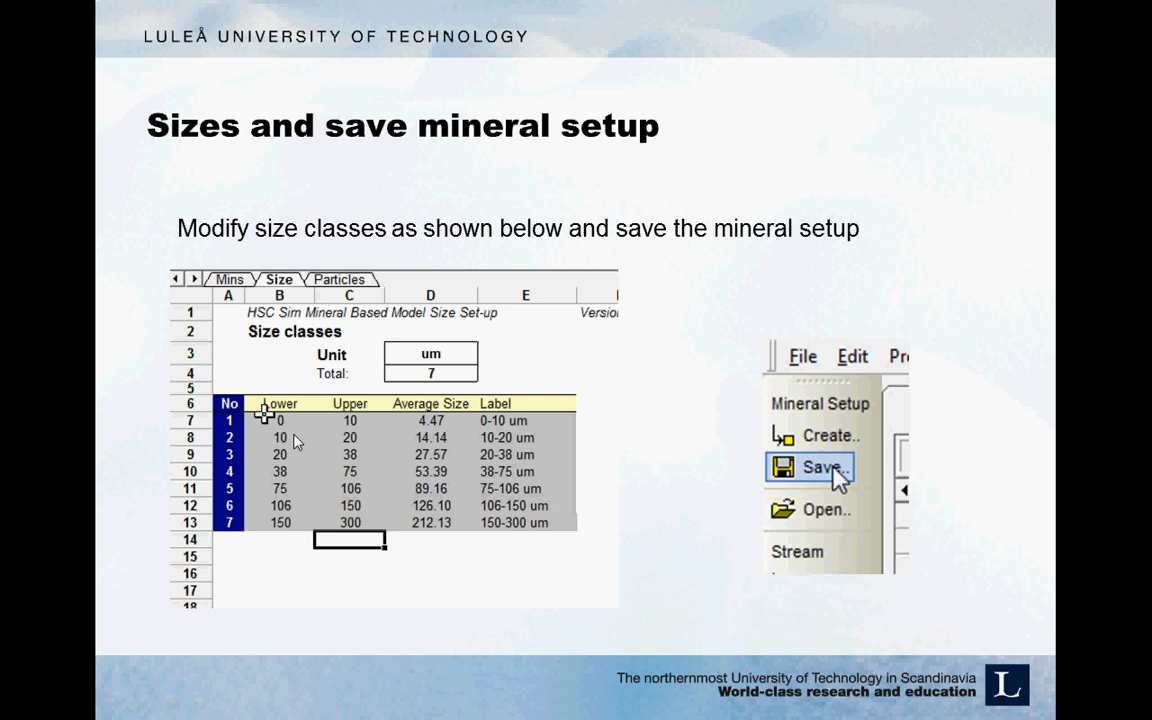 LULEÅ UNIVERSITY OF TECHNOLOGY
Sizes and save mineral setup
Modify size classes as shown below and save the mineral setup
Mins Size Particles
A B C D E
1 HSC Sim Mineral Based Model Size Set-up Versio
2 Size classes
3 Unit um
4 Total: 7
5
6 No Lower Upper Average Size Label
7 1 0 10 4.47 0-10 um
8 2 10 20 14.14 10-20 um
9 3 20 38 27.57 20-38 um
10 4 38 75 53.39 38-75 um
11 5 75 106 89.16 75-106 um
12 6 106 150 126.10 106-150 um
13 7 150 300 212.13 150-300 um
14
15
16
17
18
File Edit Pr
Mineral Setup
Create..
Save..
Open..
Stream
The northernmost University of Technology in Scandinavia
World-class research and education
L